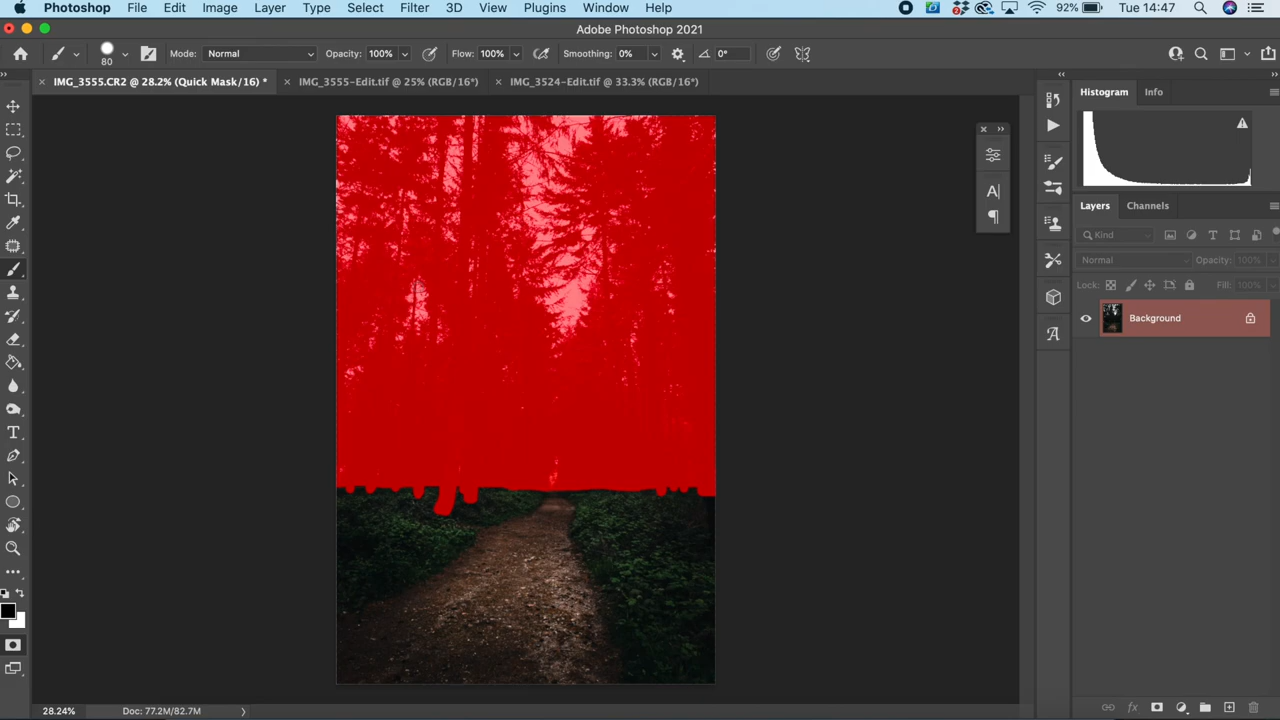 Photoshop File Edit Image Layer Type Select Filter 3D View Plugins Window Help 92% Tue 14:47
Adobe Photoshop 2021
80 Mode: Normal Opacity: 100% Flow: 100% Smoothing: 0% 0°
IMG_3555.CR2 @ 28.2% (Quick Mask/16) * IMG_3555-Edit.tif @ 25% (RGB/16*) IMG_3524-Edit.tif @ 33.3% (RGB/16*)
Histogram Info
Layers Channels
Kind
Normal Opacity: 100%
Lock: Fill: 100%
Background
28.24% Doc: 77.2M/82.7M